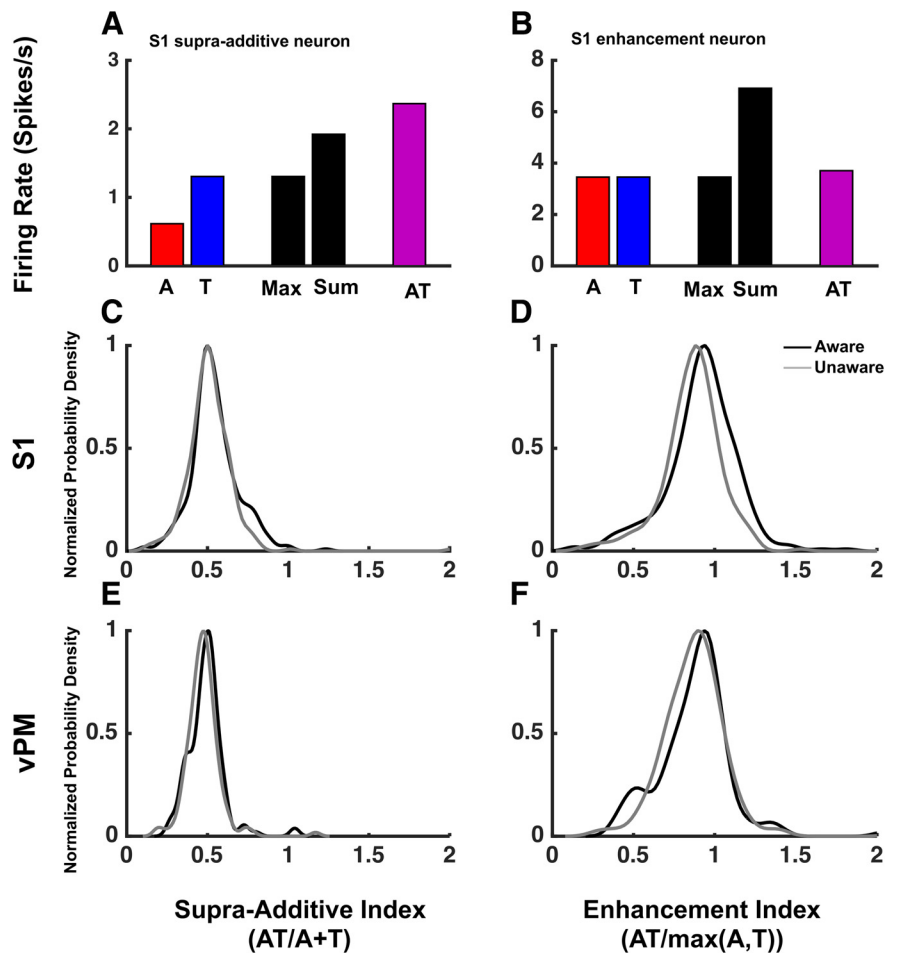 A
S1 supra-additive neuron
Firing Rate (Spikes/s)
3
2
1
0
A T Max Sum AT
B
S1 enhancement neuron
8
6
4
2
0
A T Max Sum AT
C
S1
Normalized Probability Density
1
0.5
0
0 0.5 1 1.5 2
D
Aware
Unaware
1
0.5
0
0 0.5 1 1.5 2
E
vPM
Normalized Probability Density
1
0.5
0
0 0.5 1 1.5 2
Supra-Additive Index
(AT/A+T)
F
1
0.5
0
0 0.5 1 1.5 2
Enhancement Index
(AT/max(A,T))